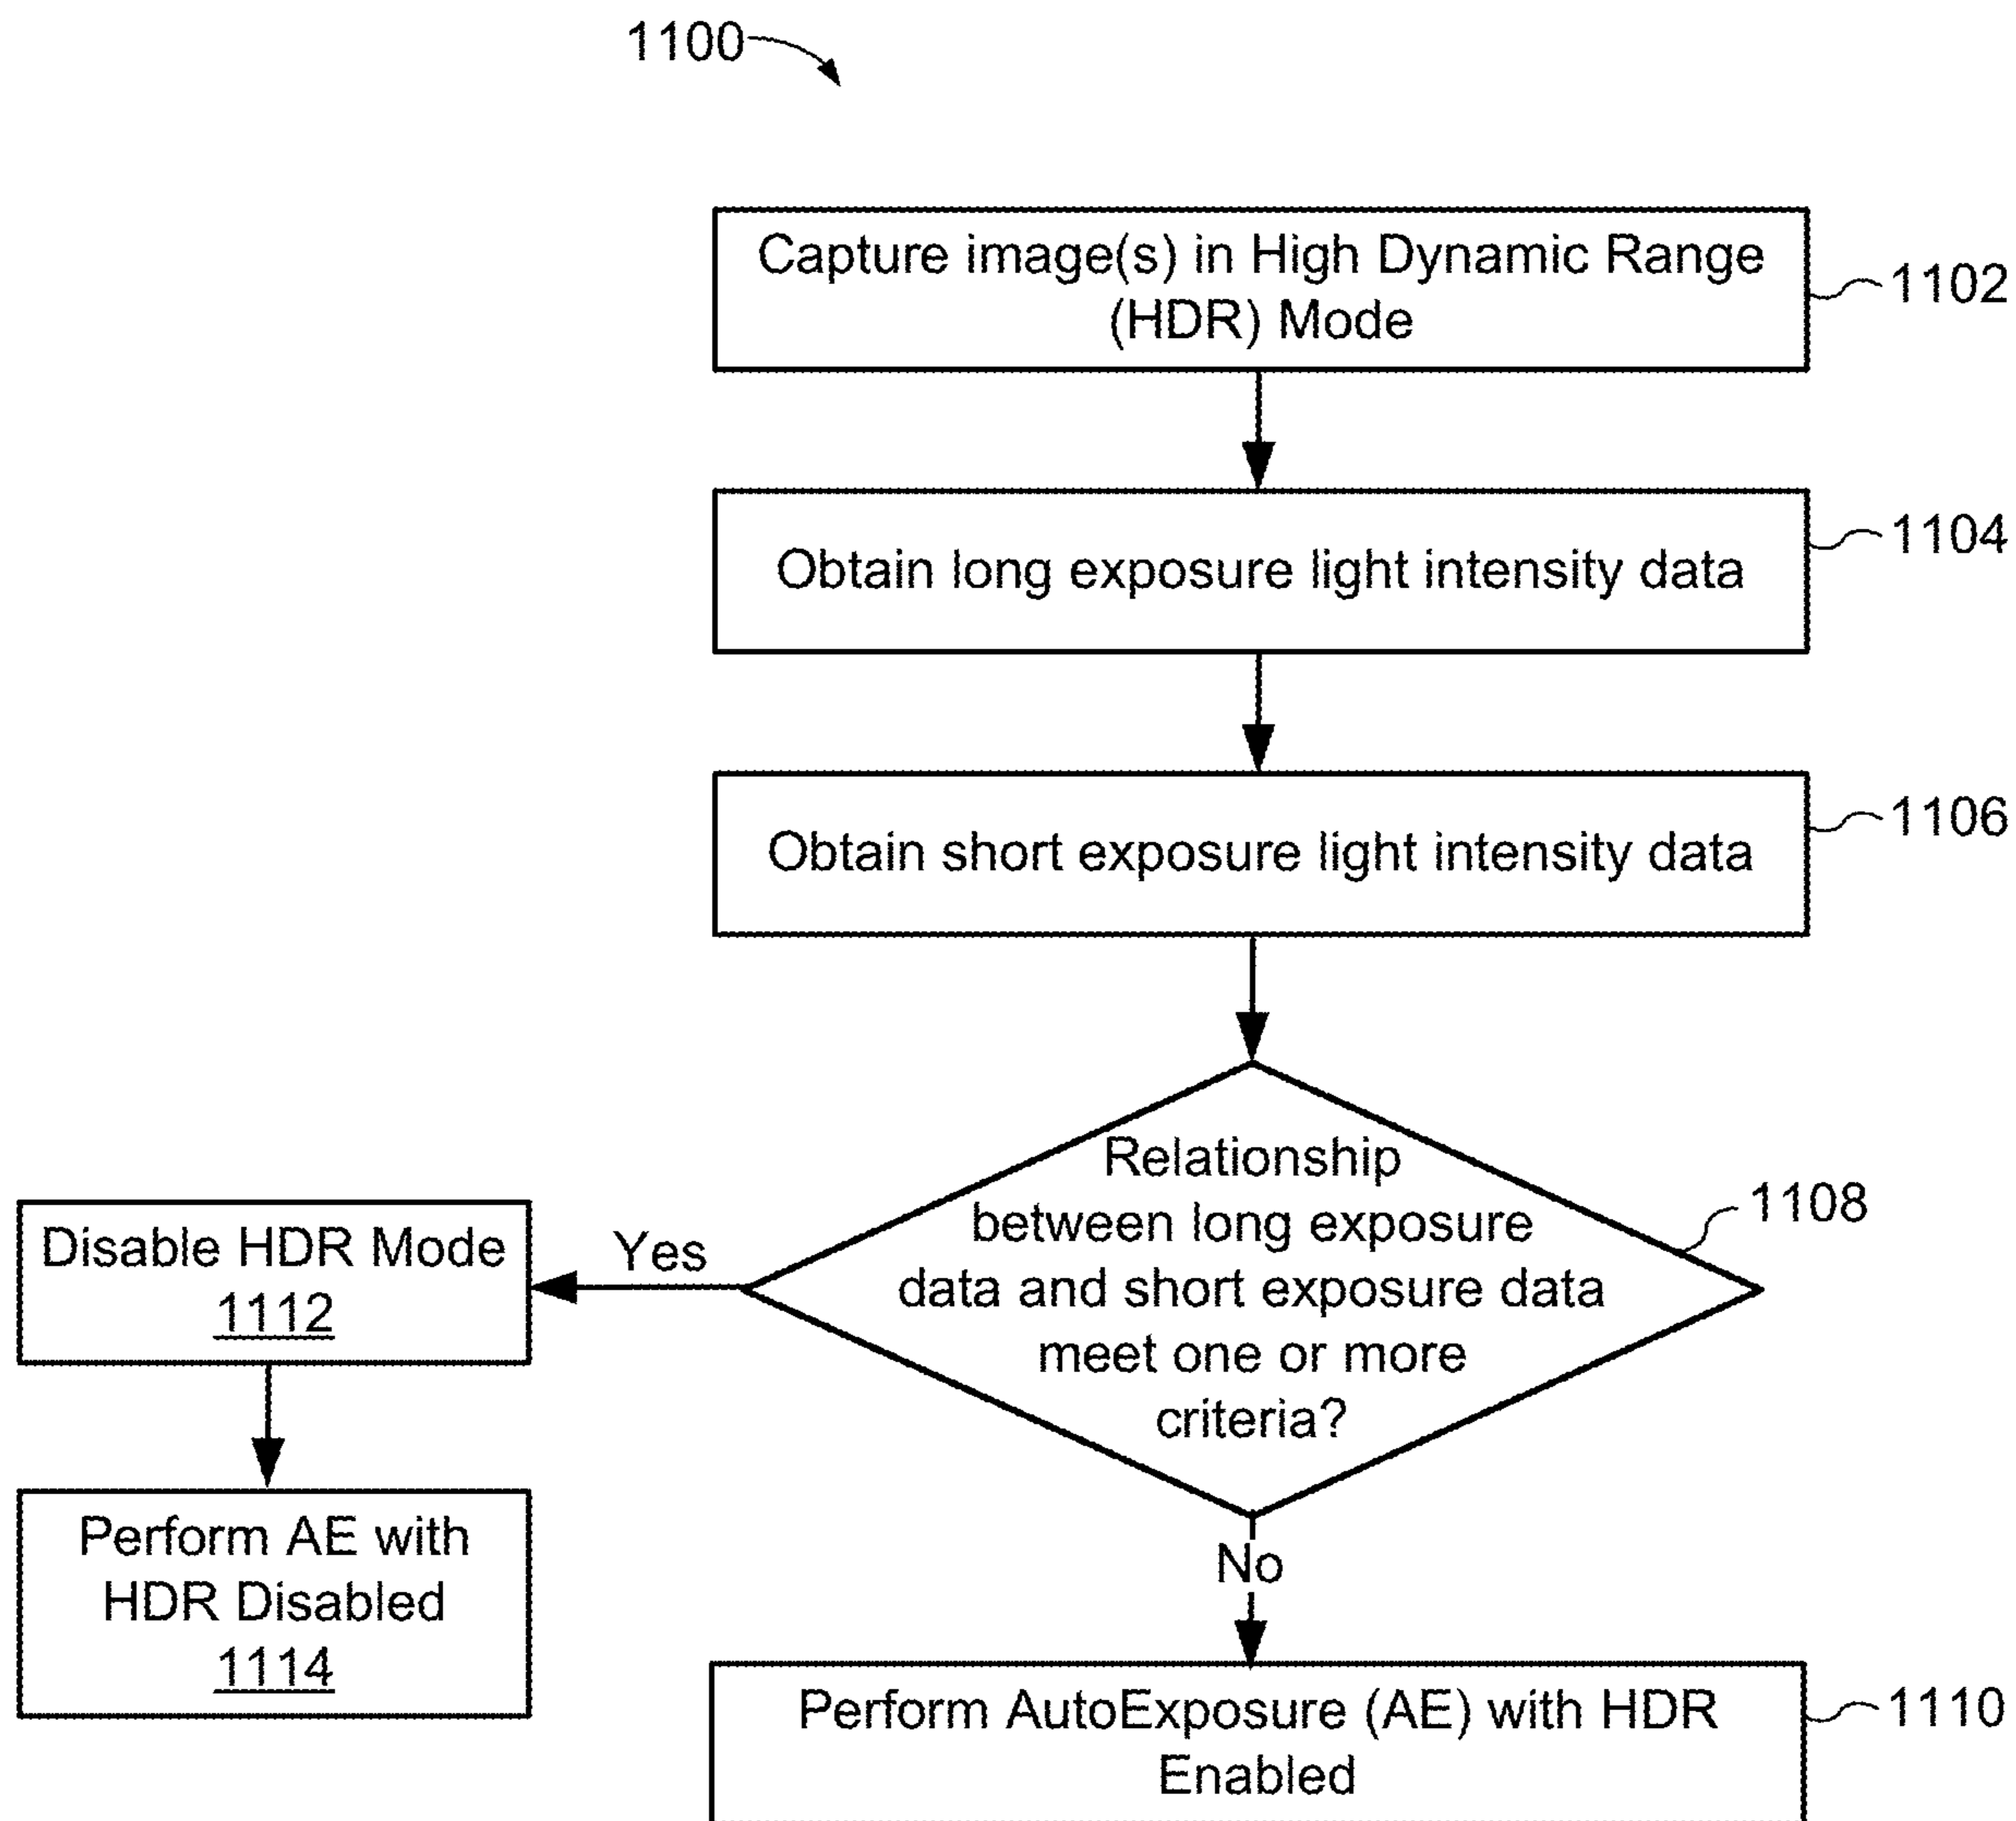 1100
Capture image(s) in High Dynamic Range
(HDR) Mode
1102
Obtain long exposure light intensity data
1104
Obtain short exposure light intensity data
1106
Relationship
between long exposure
data and short exposure data
meet one or more
criteria?
1108
Yes
Disable HDR Mode
1112
Perform AE with
HDR Disabled
1114
No
Perform AutoExposure (AE) with HDR
Enabled
1110